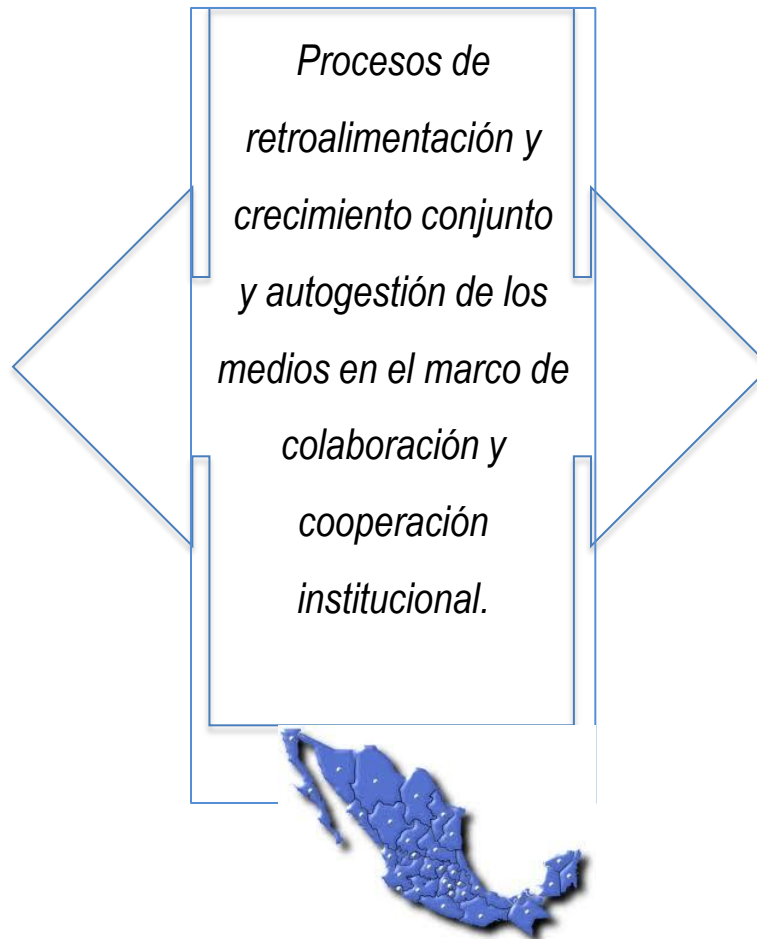 Procesos de
retroalimentación y
crecimiento conjunto
y autogestión de los
medios en el marco de
colaboración y
cooperación
institucional.